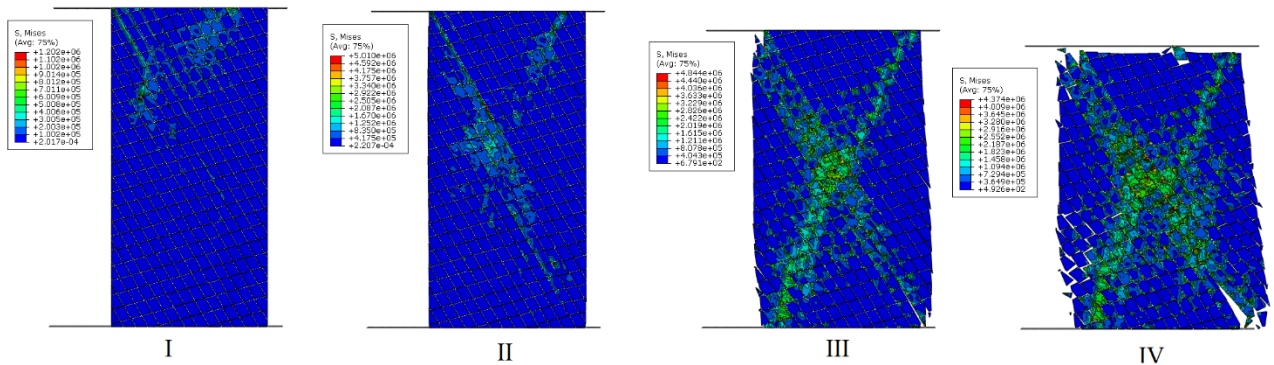 S, Mises
(Avg: 75%)
+1.202e+06
+1.102e+06
+1.002e+06
+9.014e+05
+8.012e+05
+7.011e+05
+6.009e+05
+5.008e+05
+4.006e+05
+3.005e+05
+2.003e+05
+1.002e+05
+2.017e-04
I
S, Mises
(Avg: 75%)
+5.010e+06
+4.592e+06
+4.175e+06
+3.757e+06
+3.340e+06
+2.922e+06
+2.505e+06
+2.087e+06
+1.670e+06
+1.252e+06
+8.350e+05
+4.175e+05
+2.207e-04
II
S, Mises
(Avg: 75%)
+4.844e+06
+4.440e+06
+4.036e+06
+3.633e+06
+3.229e+06
+2.826e+06
+2.422e+06
+2.019e+06
+1.615e+06
+1.211e+06
+8.078e+05
+4.043e+05
+6.791e+02
III
S, Mises
(Avg: 75%)
+4.374e+06
+4.009e+06
+3.645e+06
+3.280e+06
+2.916e+06
+2.552e+06
+2.187e+06
+1.823e+06
+1.458e+06
+1.094e+06
+7.294e+05
+3.649e+05
+4.926e+02
IV